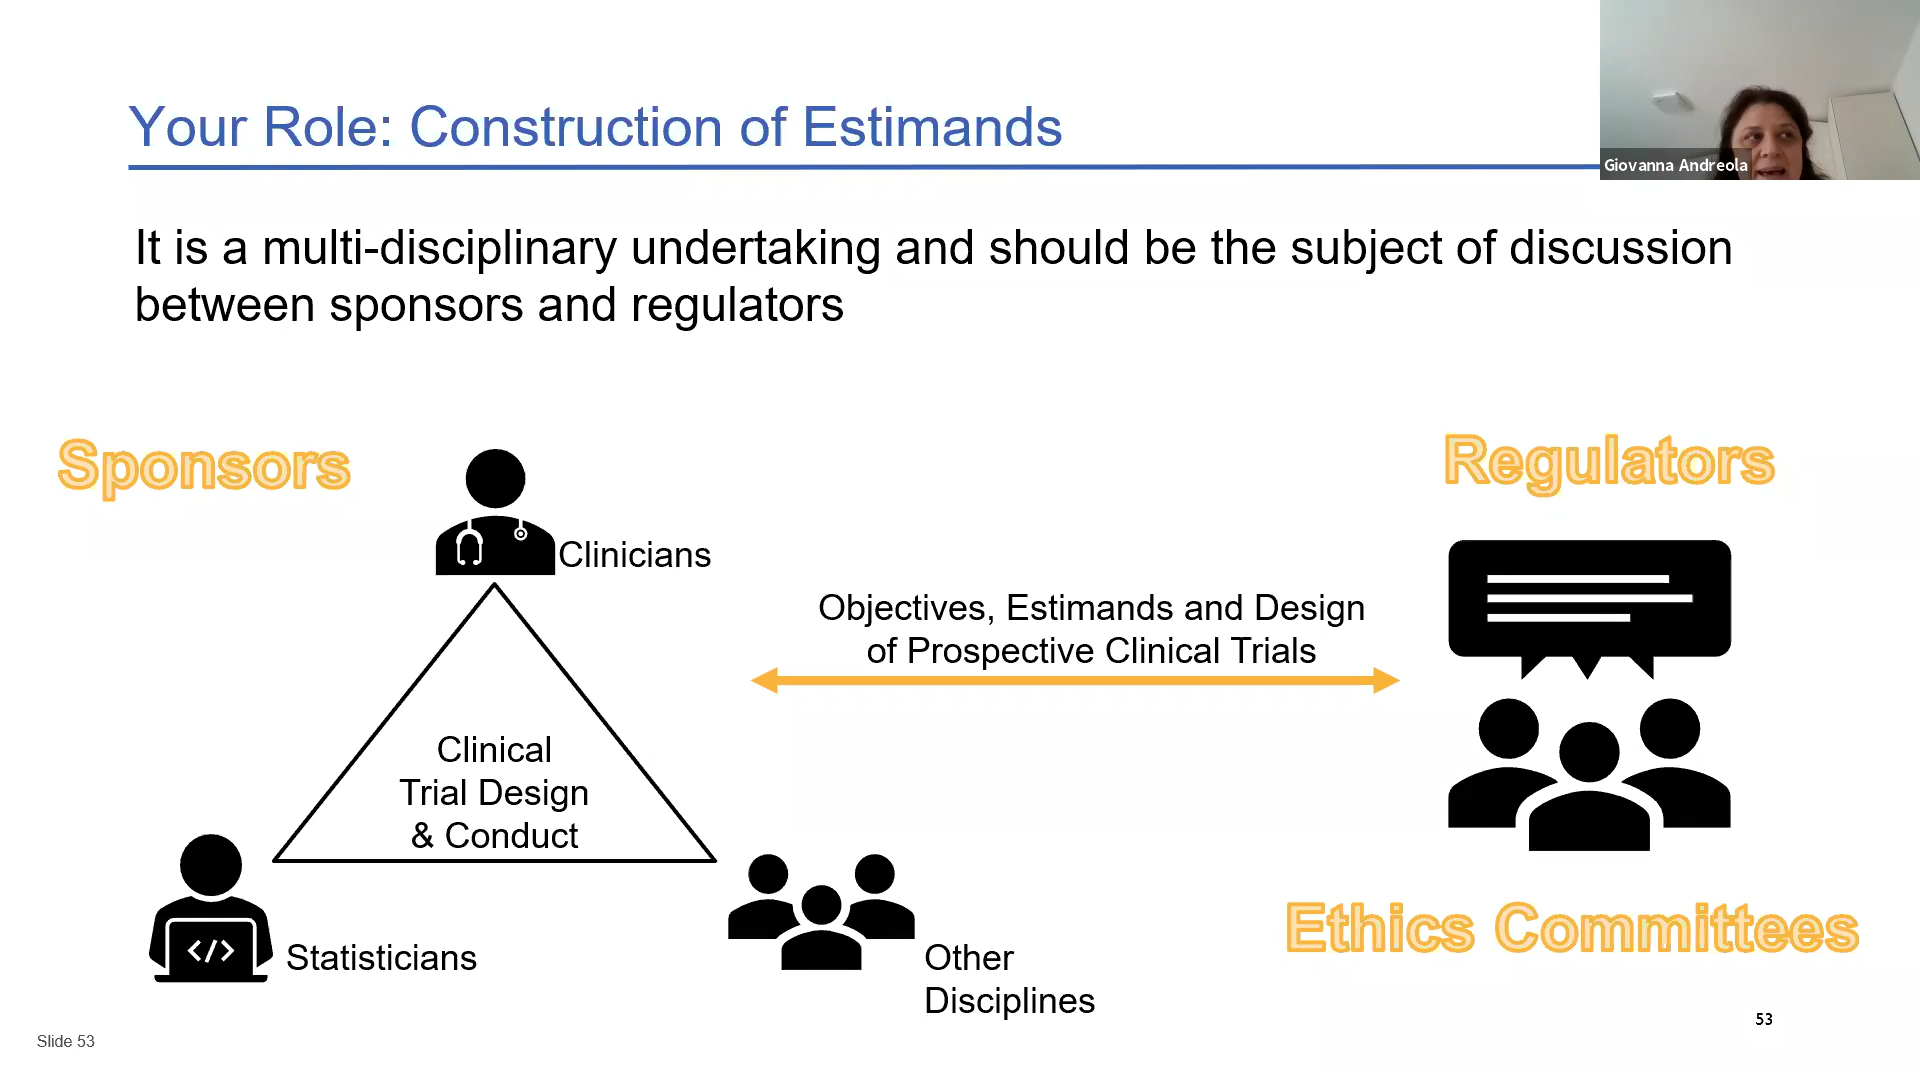 Your Role: Construction of Estimands
Giovanna Andreola
It is a multi-disciplinary undertaking and should be the subject of discussion
between sponsors and regulators
Sponsors
Regulators
Clinicians
Objectives, Estimands and Design
of Prospective Clinical Trials
Clinical
Trial Design
& Conduct
</>
Statisticians
Other
Disciplines
Ethics Committees
53
Slide 53